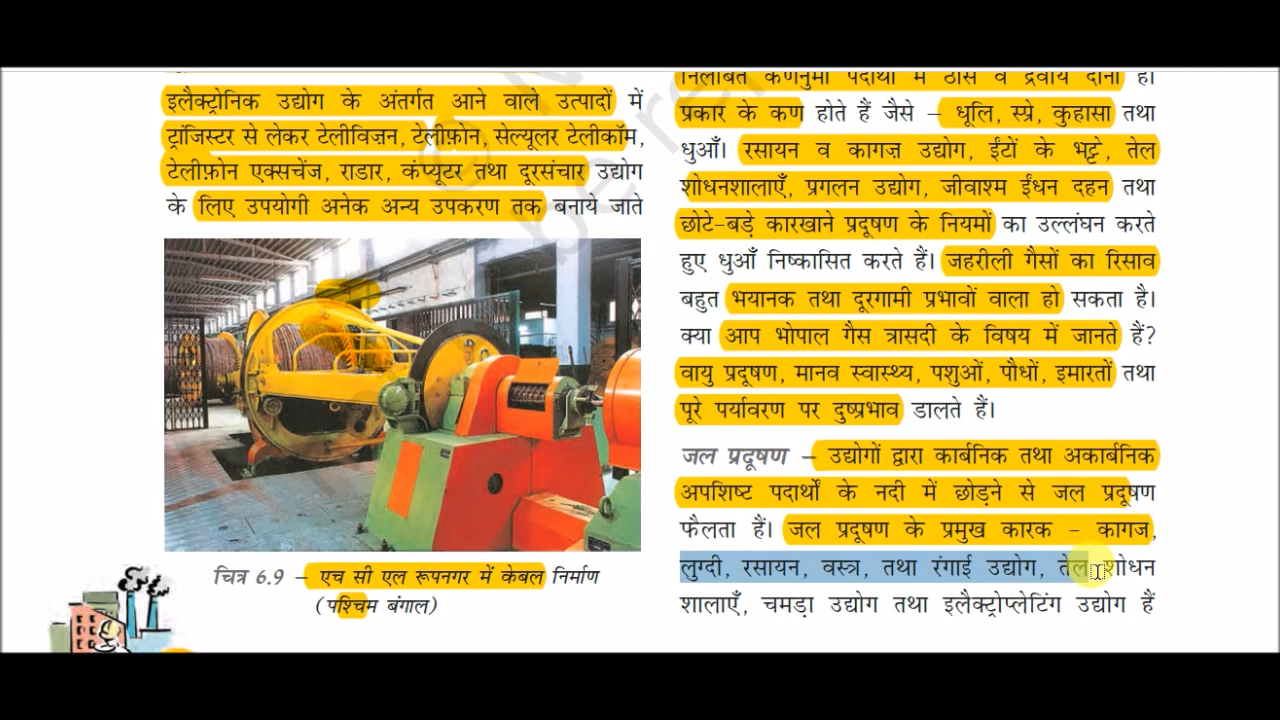 इलैक्ट्रोनिक उद्योग के अंतर्गत आने वाले उत्पादों में
ट्रांजिस्टर से लेकर टेलीविज़न, टेलीफ़ोन, सेल्यूलर टेलीकॉम,
टेलीफ़ोन एक्सचेंज, राडार, कंप्यूटर तथा दूरसंचार उद्योग
के लिए उपयोगी अनेक अन्य उपकरण तक बनाये जाते
चित्र 6.9 – एच सी एल रूपनगर में केबल निर्माण
(पश्चिम बंगाल)
निलंबित कणनुमा पदार्थों में ठोस व द्रवीय दोनों ही
प्रकार के कण होते हैं जैसे – धूलि, स्प्रे, कुहासा तथा
धुआँ। रसायन व कागज़ उद्योग, ईंटों के भट्टे, तेल
शोधनशालाएँ, प्रगलन उद्योग, जीवाश्म ईंधन दहन तथा
छोटे-बड़े कारखाने प्रदूषण के नियमों का उल्लंघन करते
हुए धुआँ निष्कासित करते हैं। जहरीली गैसों का रिसाव
बहुत भयानक तथा दूरगामी प्रभावों वाला हो सकता है।
क्या आप भोपाल गैस त्रासदी के विषय में जानते हैं?
वायु प्रदूषण, मानव स्वास्थ्य, पशुओं, पौधों, इमारतों तथा
पूरे पर्यावरण पर दुष्प्रभाव डालते हैं।
जल प्रदूषण – उद्योगों द्वारा कार्बनिक तथा अकार्बनिक
अपशिष्ट पदार्थों के नदी में छोड़ने से जल प्रदूषण
फैलता हैं। जल प्रदूषण के प्रमुख कारक – कागज,
लुग्दी, रसायन, वस्त्र, तथा रंगाई उद्योग, तेल शोधन
शालाएँ, चमड़ा उद्योग तथा इलैक्ट्रोप्लेटिंग उद्योग हैं